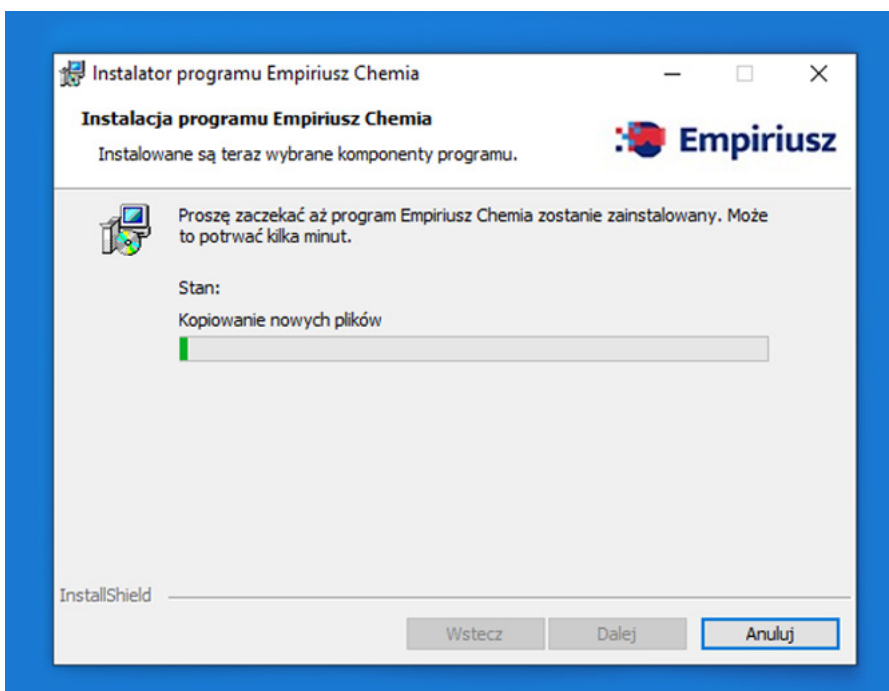 Instalator programu Empiriusz Chemia
Instalacja programu Empiriusz Chemia
Instalowane są teraz wybrane komponenty programu.
Empiriusz
Proszę zaczekać aż program Empiriusz Chemia zostanie zainstalowany. Może
to potrwać kilka minut.
Stan:
Kopiowanie nowych plików
InstallShield
Wstecz
Dalej
Anuluj